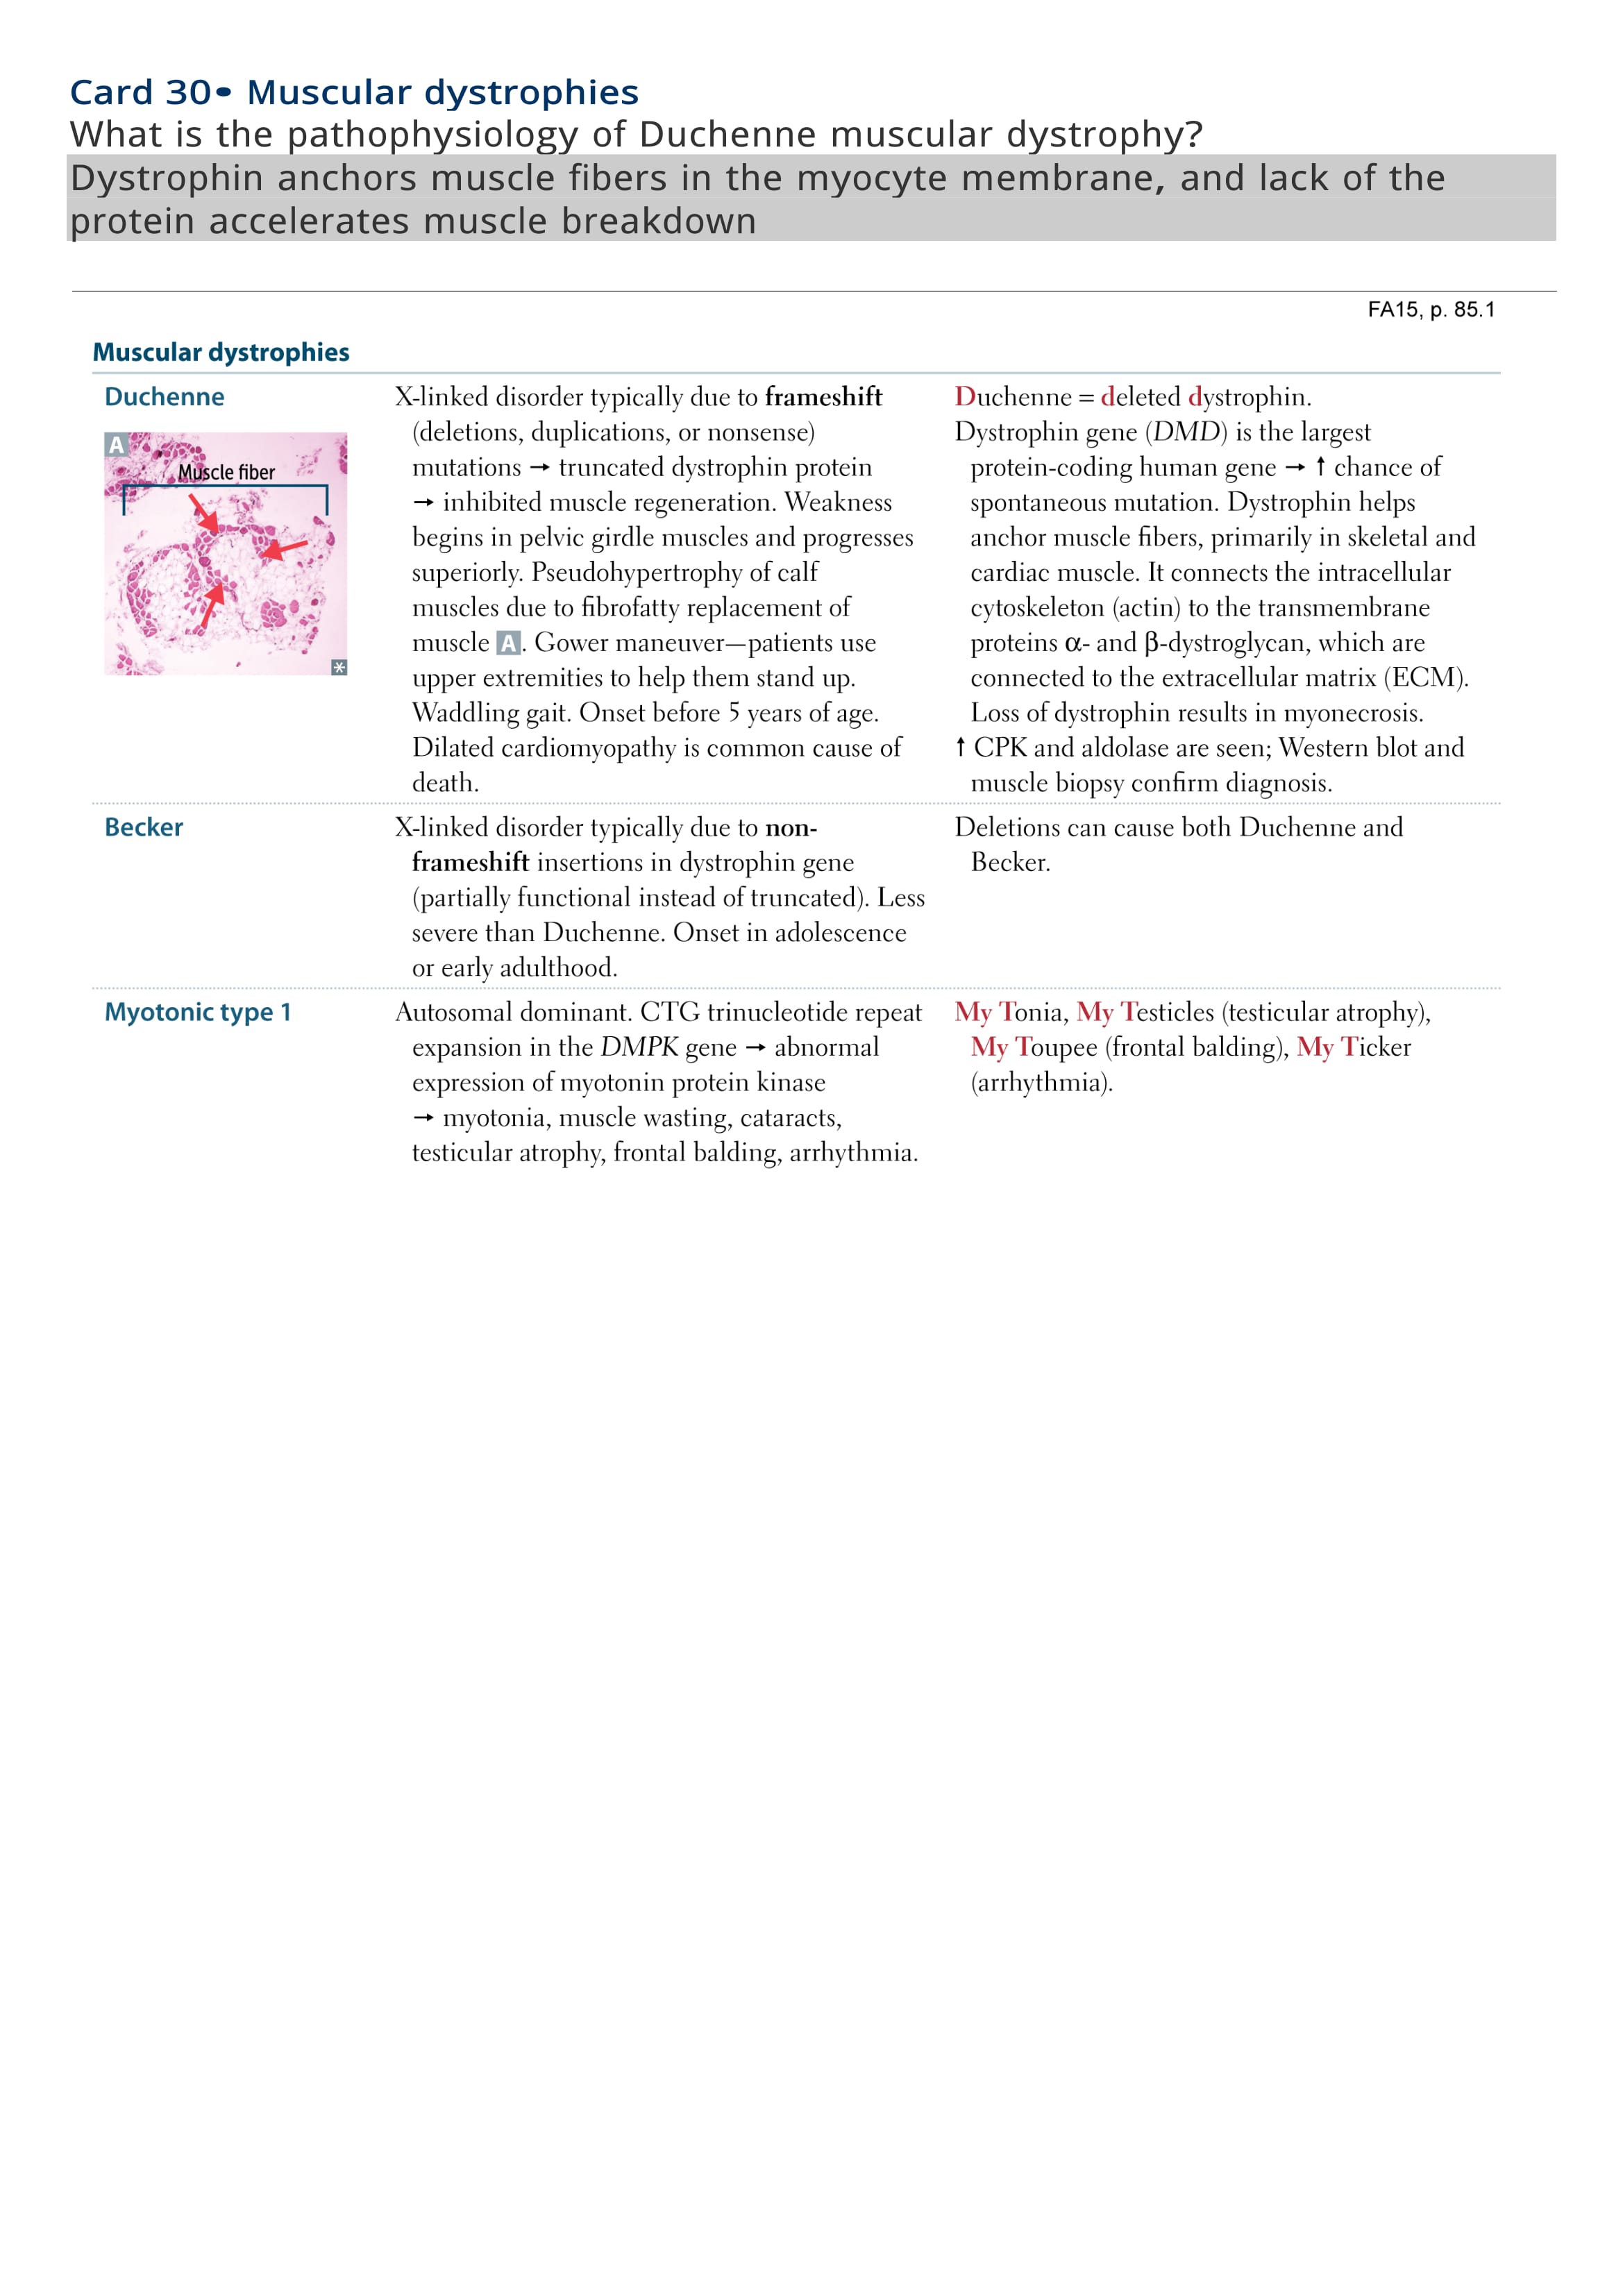 Card 30• Muscular dystrophies
What is the pathophysiology of Duchenne muscular dystrophy?
Dystrophin anchors muscle fibers in the myocyte membrane, and lack of the
protein accelerates muscle breakdown
FA15, p. 85.1
Muscular dystrophies
Duchenne
A
Muscle fiber
*
X-linked disorder typically due to frameshift
(deletions, duplications, or nonsense)
mutations → truncated dystrophin protein
→ inhibited muscle regeneration. Weakness
begins in pelvic girdle muscles and progresses
superiorly. Pseudohypertrophy of calf
muscles due to fibrofatty replacement of
muscle A. Gower maneuver—patients use
upper extremities to help them stand up.
Waddling gait. Onset before 5 years of age.
Dilated cardiomyopathy is common cause of
death.
Duchenne = deleted dystrophin.
Dystrophin gene (DMD) is the largest
protein-coding human gene → ↑ chance of
spontaneous mutation. Dystrophin helps
anchor muscle fibers, primarily in skeletal and
cardiac muscle. It connects the intracellular
cytoskeleton (actin) to the transmembrane
proteins α- and β-dystroglycan, which are
connected to the extracellular matrix (ECM).
Loss of dystrophin results in myonecrosis.
↑ CPK and aldolase are seen; Western blot and
muscle biopsy confirm diagnosis.
Becker
X-linked disorder typically due to non-
frameshift insertions in dystrophin gene
(partially functional instead of truncated). Less
severe than Duchenne. Onset in adolescence
or early adulthood.
Deletions can cause both Duchenne and
Becker.
Myotonic type 1
Autosomal dominant. CTG trinucleotide repeat
expansion in the DMPK gene → abnormal
expression of myotonin protein kinase
→ myotonia, muscle wasting, cataracts,
testicular atrophy, frontal balding, arrhythmia.
My Tonia, My Testicles (testicular atrophy),
My Toupee (frontal balding), My Ticker
(arrhythmia).